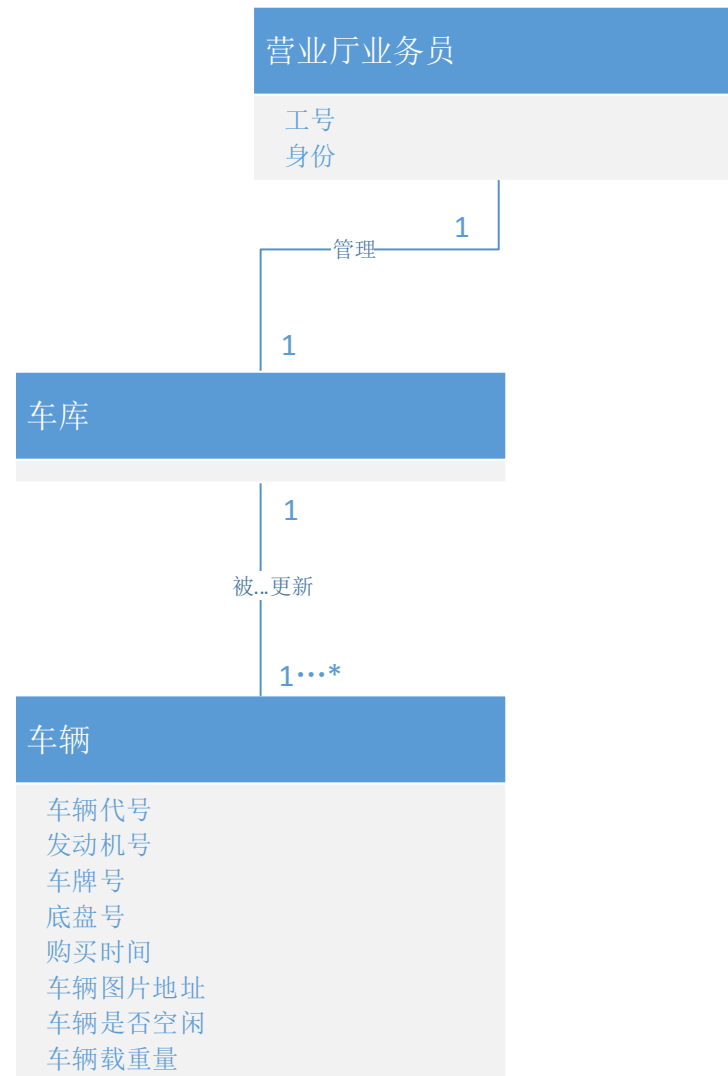 营业厅业务员
工号
身份
1
管理
1
车库
1
被...更新
1…*
车辆
车辆代号
发动机号
车牌号
底盘号
购买时间
车辆图片地址
车辆是否空闲
车辆载重量